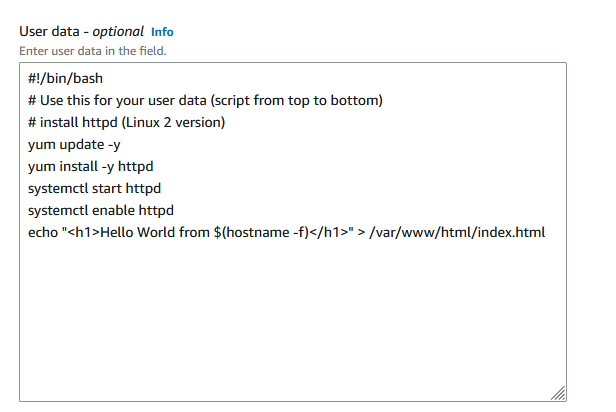 User data - optional Info
Enter user data in the field.
#!/bin/bash
# Use this for your user data (script from top to bottom)
# install httpd (Linux 2 version)
yum update -y
yum install -y httpd
systemctl start httpd
systemctl enable httpd
echo "<h1>Hello World from $(hostname -f)</h1>" > /var/www/html/index.html